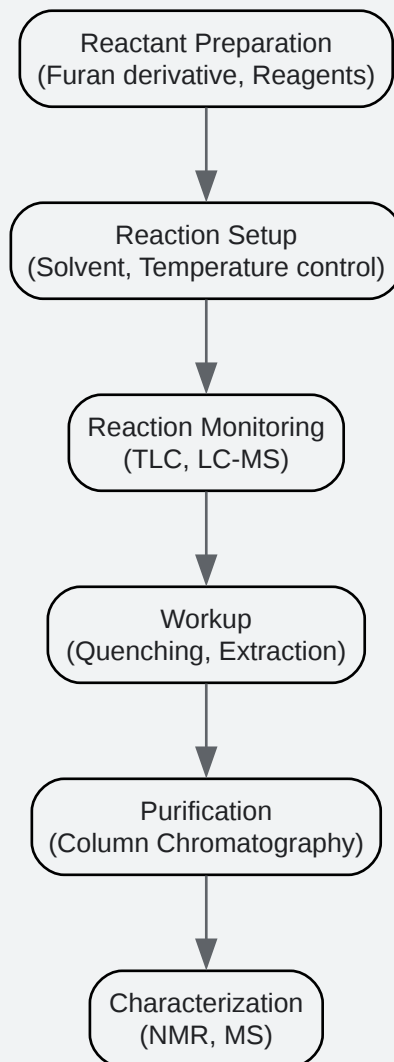 Reactant Preparation
(Furan derivative, Reagents)
Reaction Setup
(Solvent, Temperature control)
Reaction Monitoring
(TLC, LC-MS)
Workup
(Quenching, Extraction)
Purification
(Column Chromatography)
Characterization
(NMR, MS)